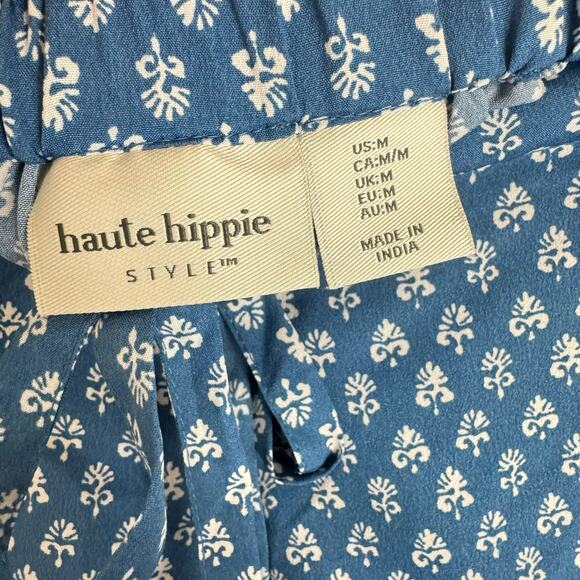 haute hippie
STYLE™
US:M
CA:M/M
UK:M
EU:M
AU:M
MADE IN
INDIA